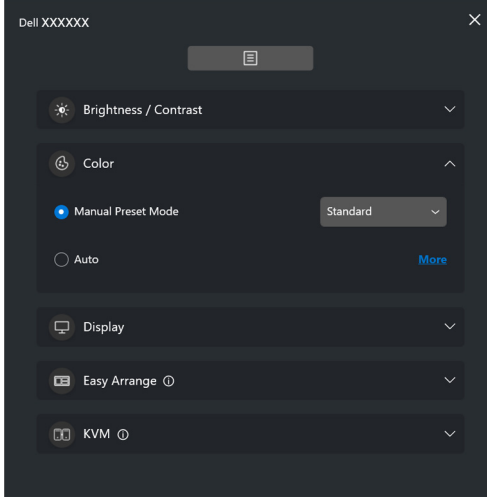 Dell XXXXXX
Brightness / Contrast
Color
Manual Preset Mode Standard
Auto More
Display
Easy Arrange
KVM